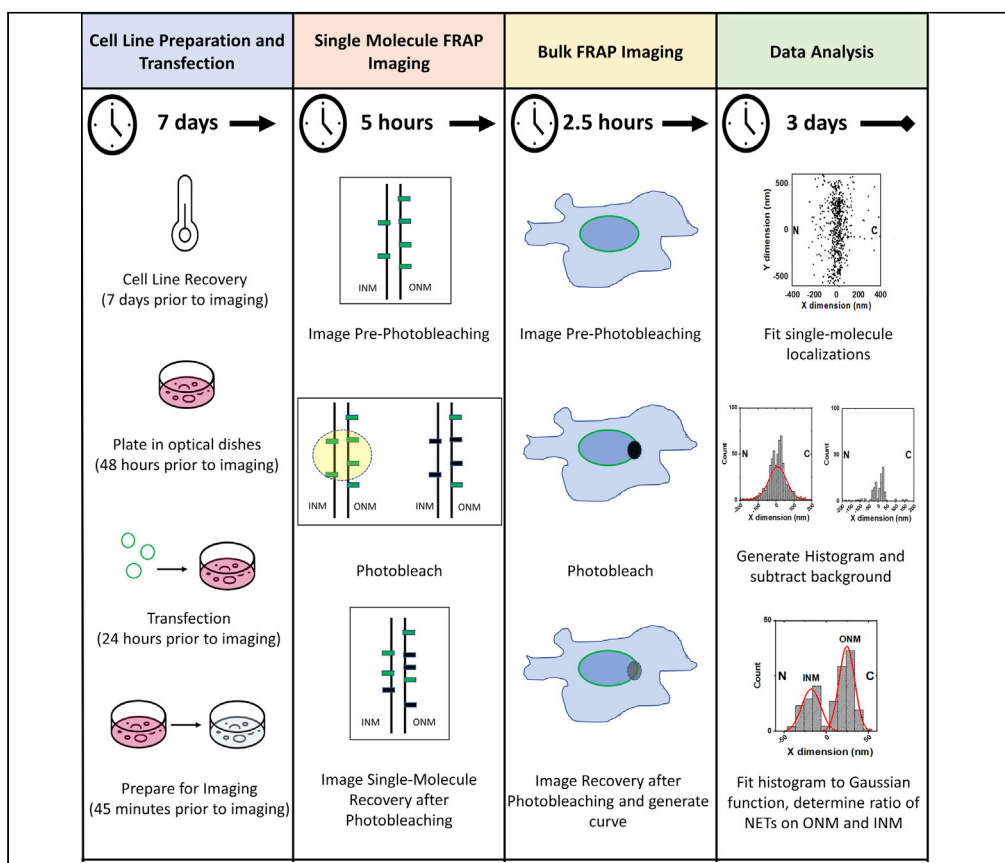 Cell Line Preparation and
Transfection
7 days
Cell Line Recovery
(7 days prior to imaging)
Plate in optical dishes
(48 hours prior to imaging)
Transfection
(24 hours prior to imaging)
Prepare for Imaging
(45 minutes prior to imaging)
Single Molecule FRAP
Imaging
5 hours
INM ONM
Image Pre-Photobleaching
INM ONM INM ONM
Photobleach
INM ONM
Image Single-Molecule
Recovery after
Photobleaching
Bulk FRAP Imaging
2.5 hours
Image Pre-Photobleaching
Photobleach
Image Recovery after
Photobleaching and generate
curve
Data Analysis
3 days
Y dimension (nm)
500
0
-500
N C
-400 -200 0 200 400
X dimension (nm)
Fit single-molecule
localizations
Count
100
50
0
N C
-200 -100 0 100 200
X dimension (nm)
Count
100
50
0
N C
X dimension (nm)
Generate Histogram and
subtract background
Count
50
0
ONM
N INM C
-50 0 50
X dimension (nm)
Fit histogram to Gaussian
function, determine ratio of
NETs on ONM and INM